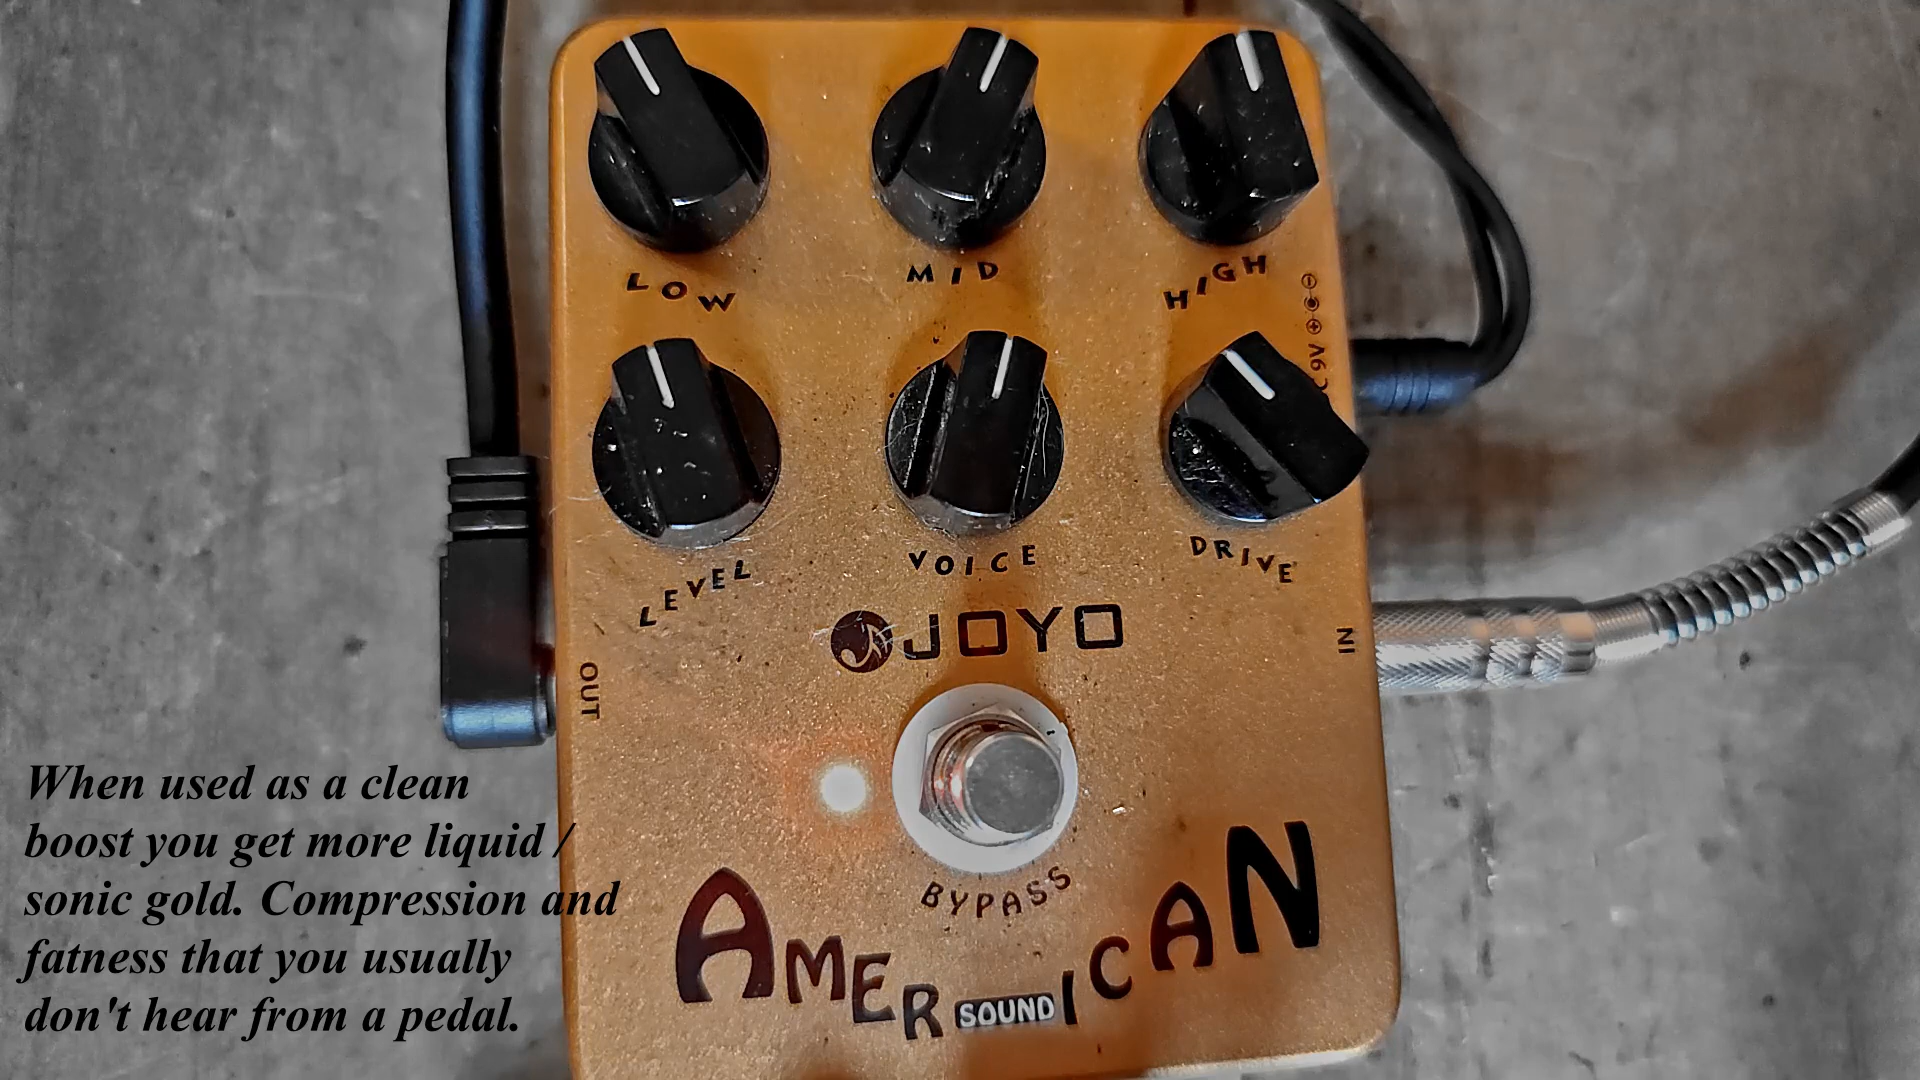 LOW MID HIGH
C 9V
LEVEL VOICE DRIVE
JOYO
OUT IN
BYPASS
AMERICAN
SOUND
When used as a clean
boost you get more liquid /
sonic gold. Compression and
fatness that you usually
don't hear from a pedal.